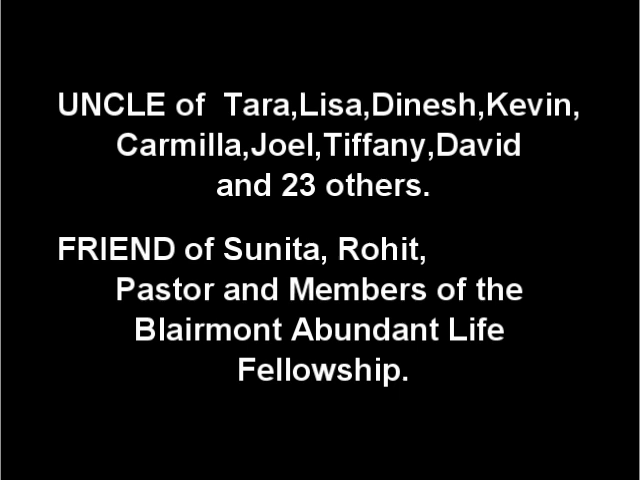 UNCLE of  Tara,Lisa,Dinesh,Kevin,
Carmilla,Joel,Tiffany,David
and 23 others.
FRIEND of Sunita, Rohit,
Pastor and Members of the
Blairmont Abundant Life
Fellowship.